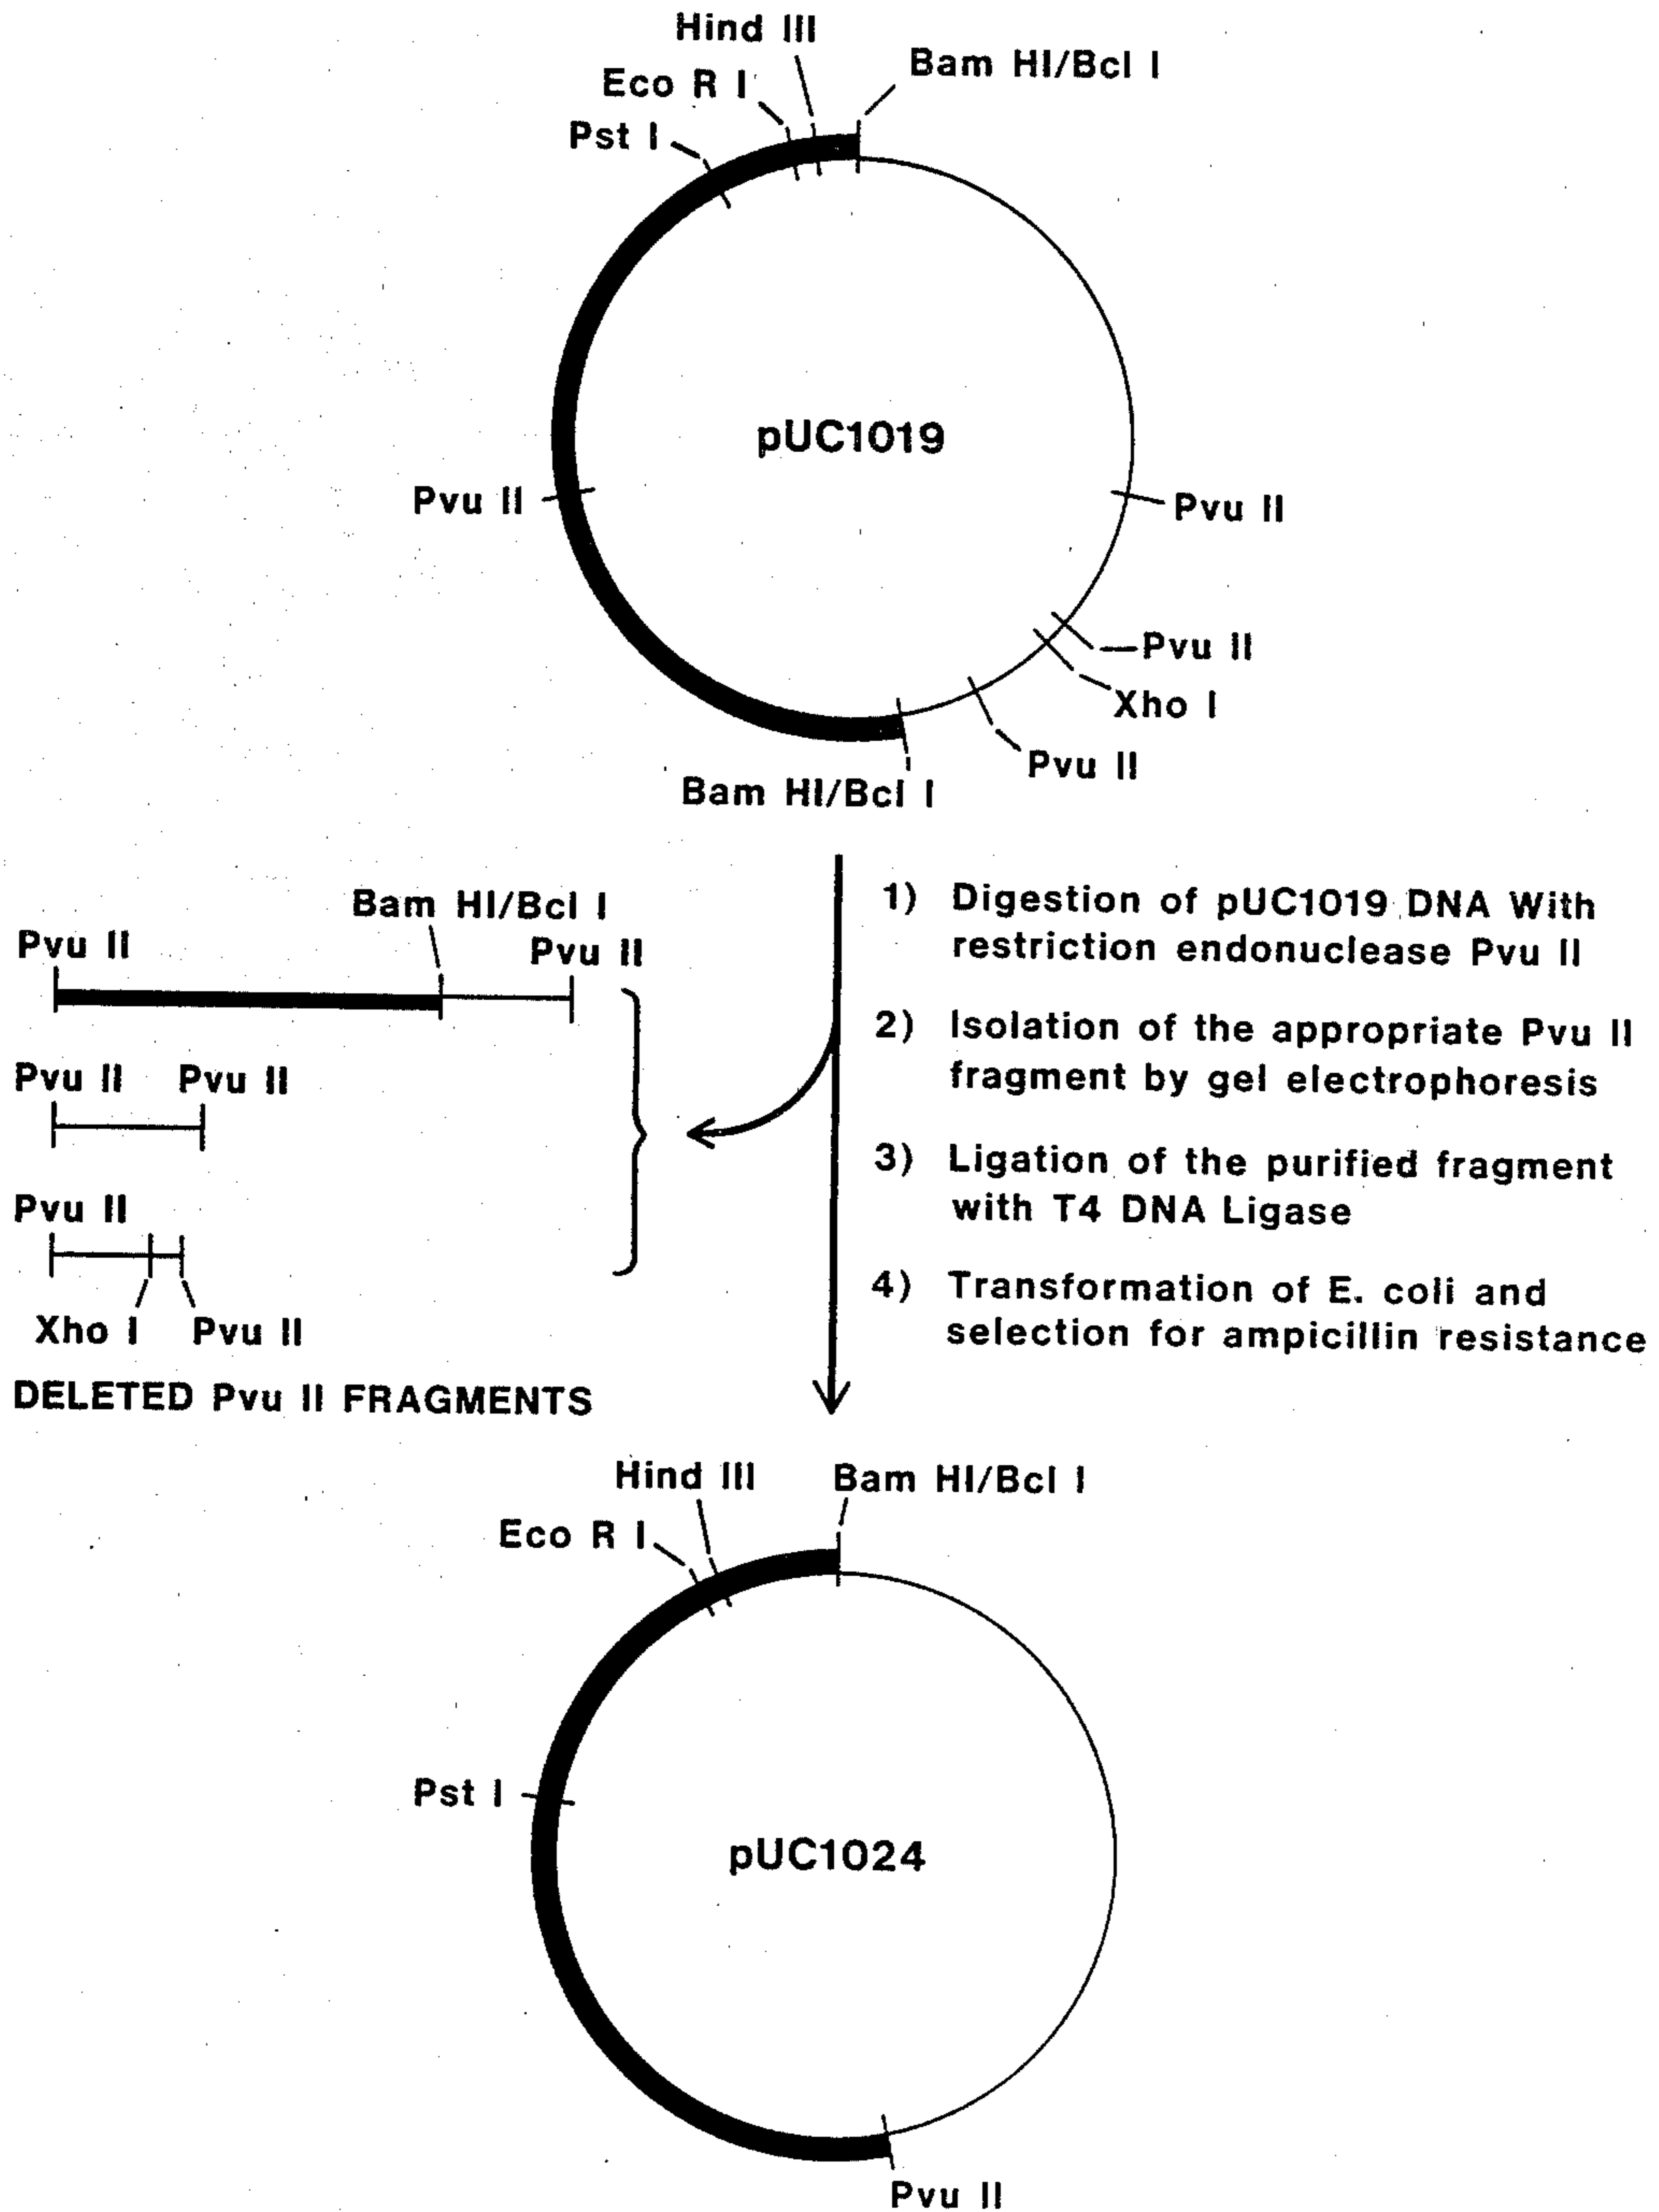 Hind III
Bam HI/Bcl I
Eco R I
Pst I
pUC1019
Pvu II
Pvu II
Pvu II
Xho I
Pvu II
Bam HI/Bcl I
1) Digestion of pUC1019 DNA With
restriction endonuclease Pvu II
2) Isolation of the appropriate Pvu II
fragment by gel electrophoresis
3) Ligation of the purified fragment
with T4 DNA Ligase
4) Transformation of E. coli and
selection for ampicillin resistance
Bam HI/Bcl I
Pvu II
Pvu II
Pvu II
Pvu II
Pvu II
Xho I
Pvu II
DELETED Pvu II FRAGMENTS
Hind III
Bam HI/Bcl I
Eco R I
Pst I
pUC1024
Pvu II